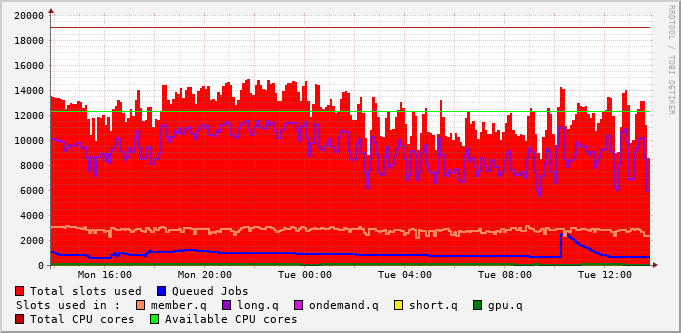 20000
18000
16000
14000
12000
10000
8000
6000
4000
2000
0
Mon 16:00 Mon 20:00 Tue 00:00 Tue 04:00 Tue 08:00 Tue 12:00
RRDTOOL / TOBI OETIKER
Total slots used Queued Jobs
Slots used in : member.q long.q ondemand.q short.q gpu.q
Total CPU cores Available CPU cores